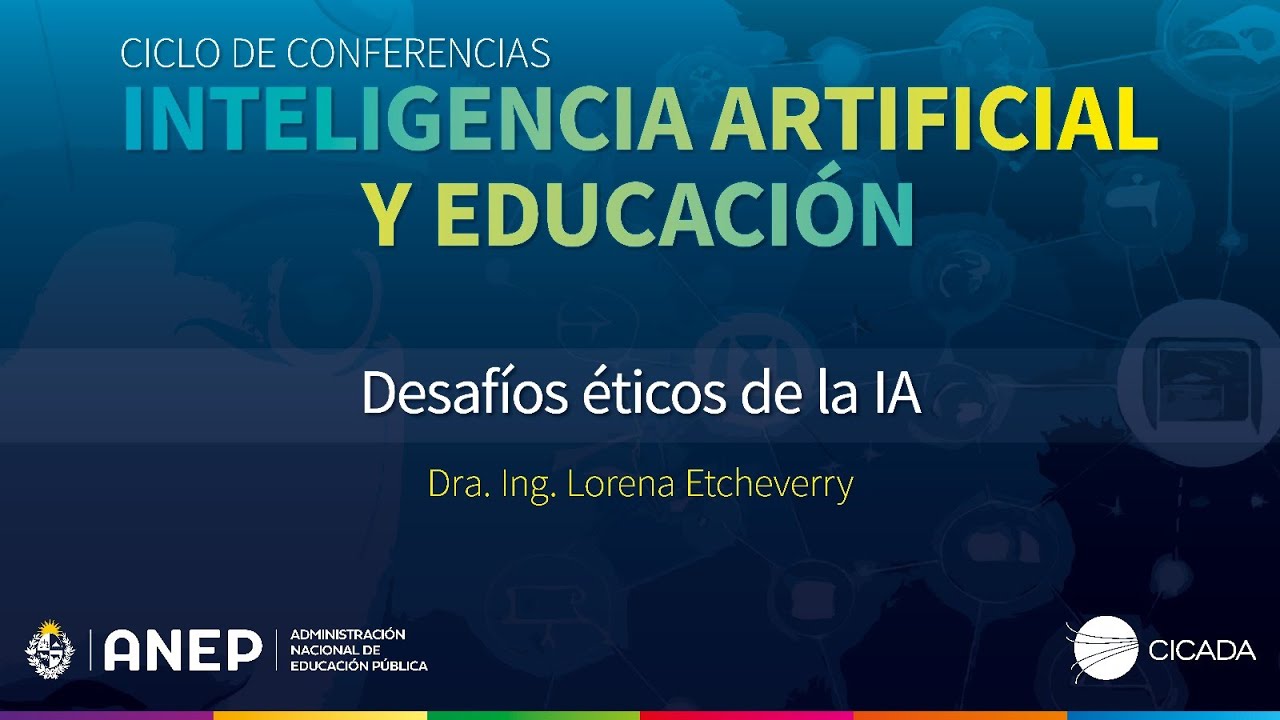 CICLO DE CONFERENCIAS
INTELIGENCIA ARTIFICIAL
Y EDUCACIÓN
Desafíos éticos de la IA
Dra. Ing. Lorena Etcheverry
ANEP
ADMINISTRACIÓN
NACIONAL DE
EDUCACIÓN PÚBLICA
CICADA